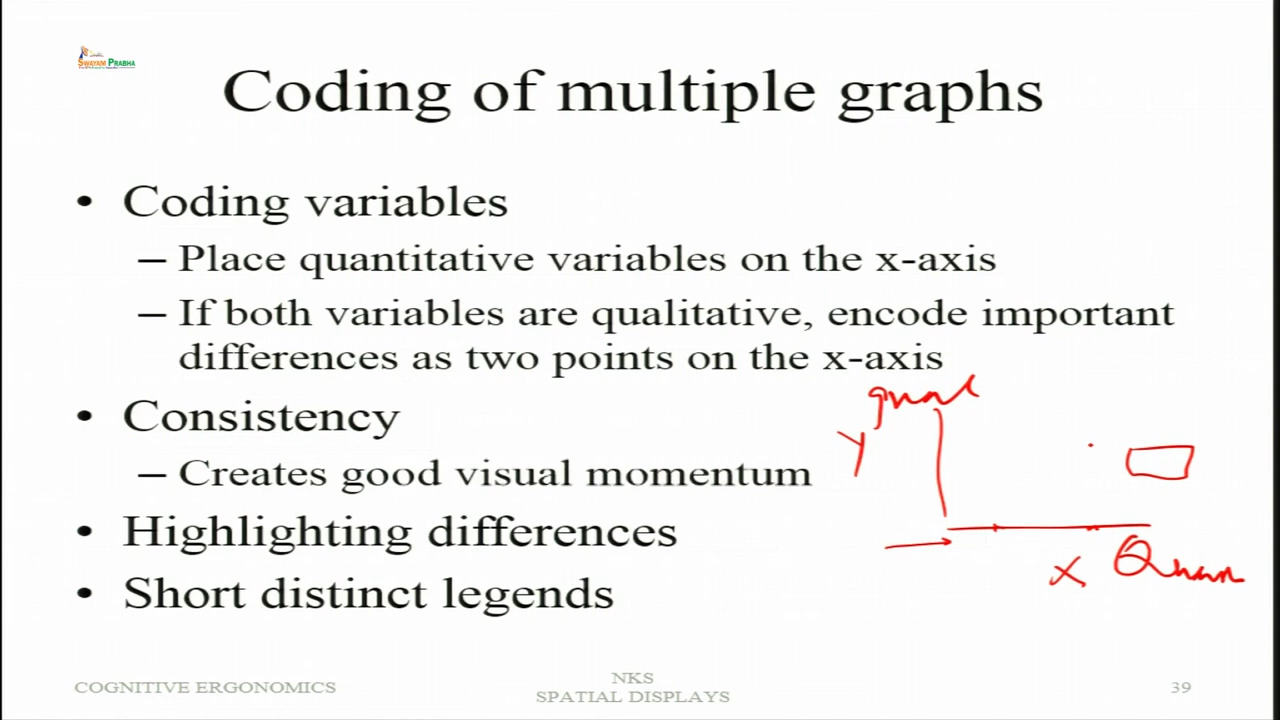 SWAYAM PRABHA
Coding of multiple graphs
• Coding variables
– Place quantitative variables on the x-axis
– If both variables are qualitative, encode important
differences as two points on the x-axis
• Consistency
– Creates good visual momentum
• Highlighting differences
• Short distinct legends
Y
X Quan
COGNITIVE ERGONOMICS
NKS
SPATIAL DISPLAYS
39